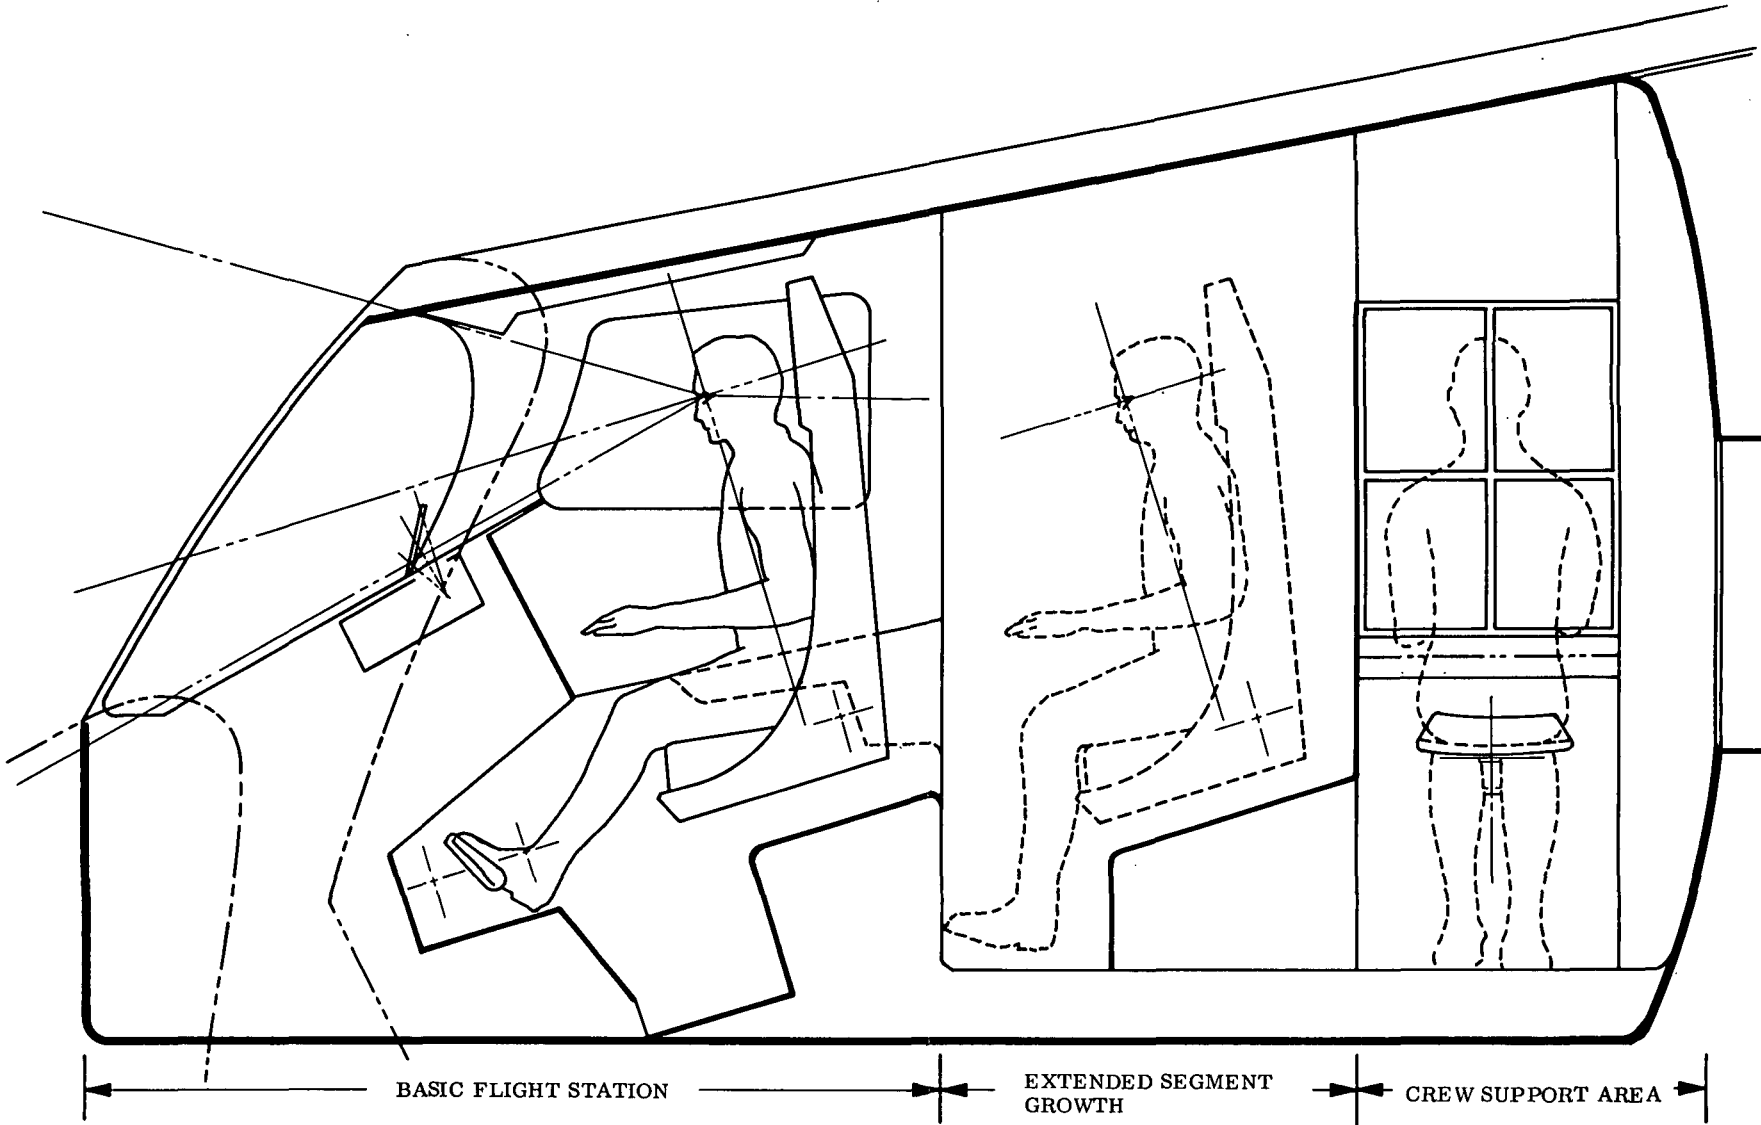 BASIC FLIGHT STATION
EXTENDED SEGMENT
GROWTH
CREW SUPPORT AREA